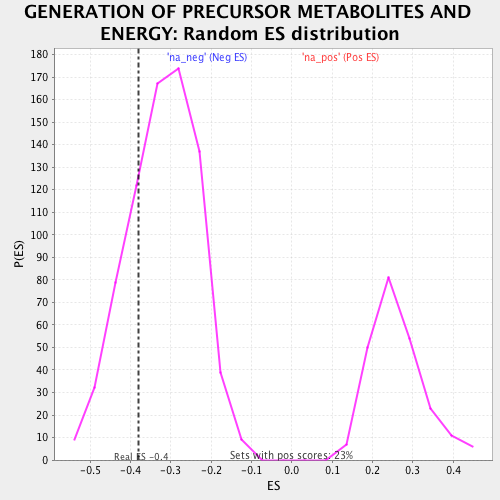 GENERATION OF PRECURSOR METABOLITES AND
ENERGY: Random ES distribution
'na_neg' (Neg ES) 'na_pos' (Pos ES)
180
170
160
150
140
130
120
110
100
90
80
70
60
50
40
30
20
10
0
P(ES)
Real ES -0.4 Sets with pos scores: 23%
-0.5 -0.4 -0.3 -0.2 -0.1 0.0 0.1 0.2 0.3 0.4
ES